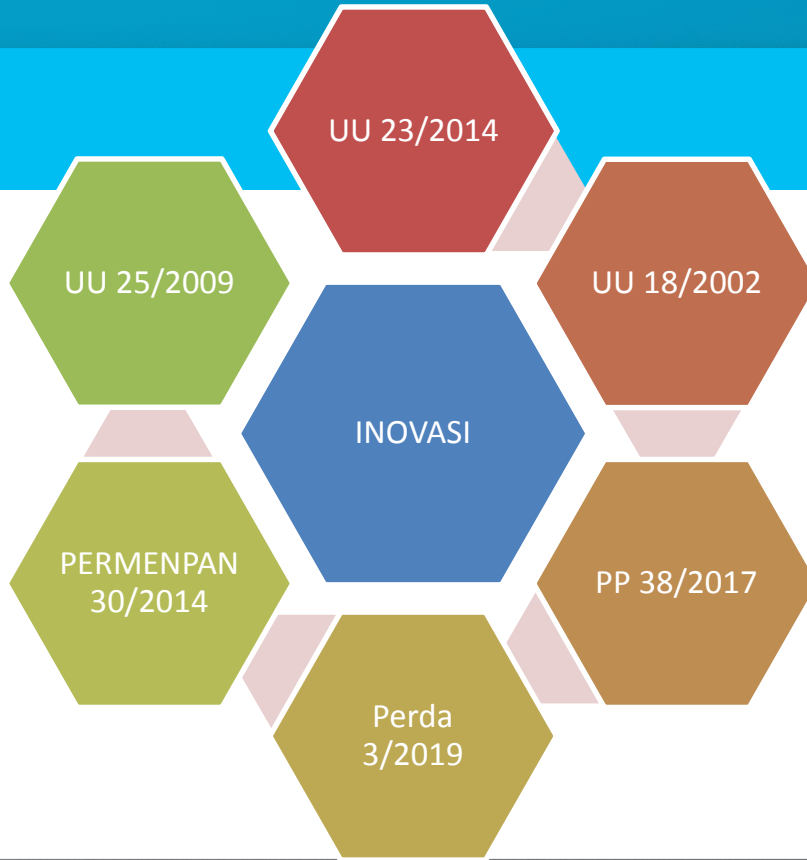 UU 23/2014
UU 25/2009
UU 18/2002
INOVASI
PERMENPAN
30/2014
PP 38/2017
Perda
3/2019